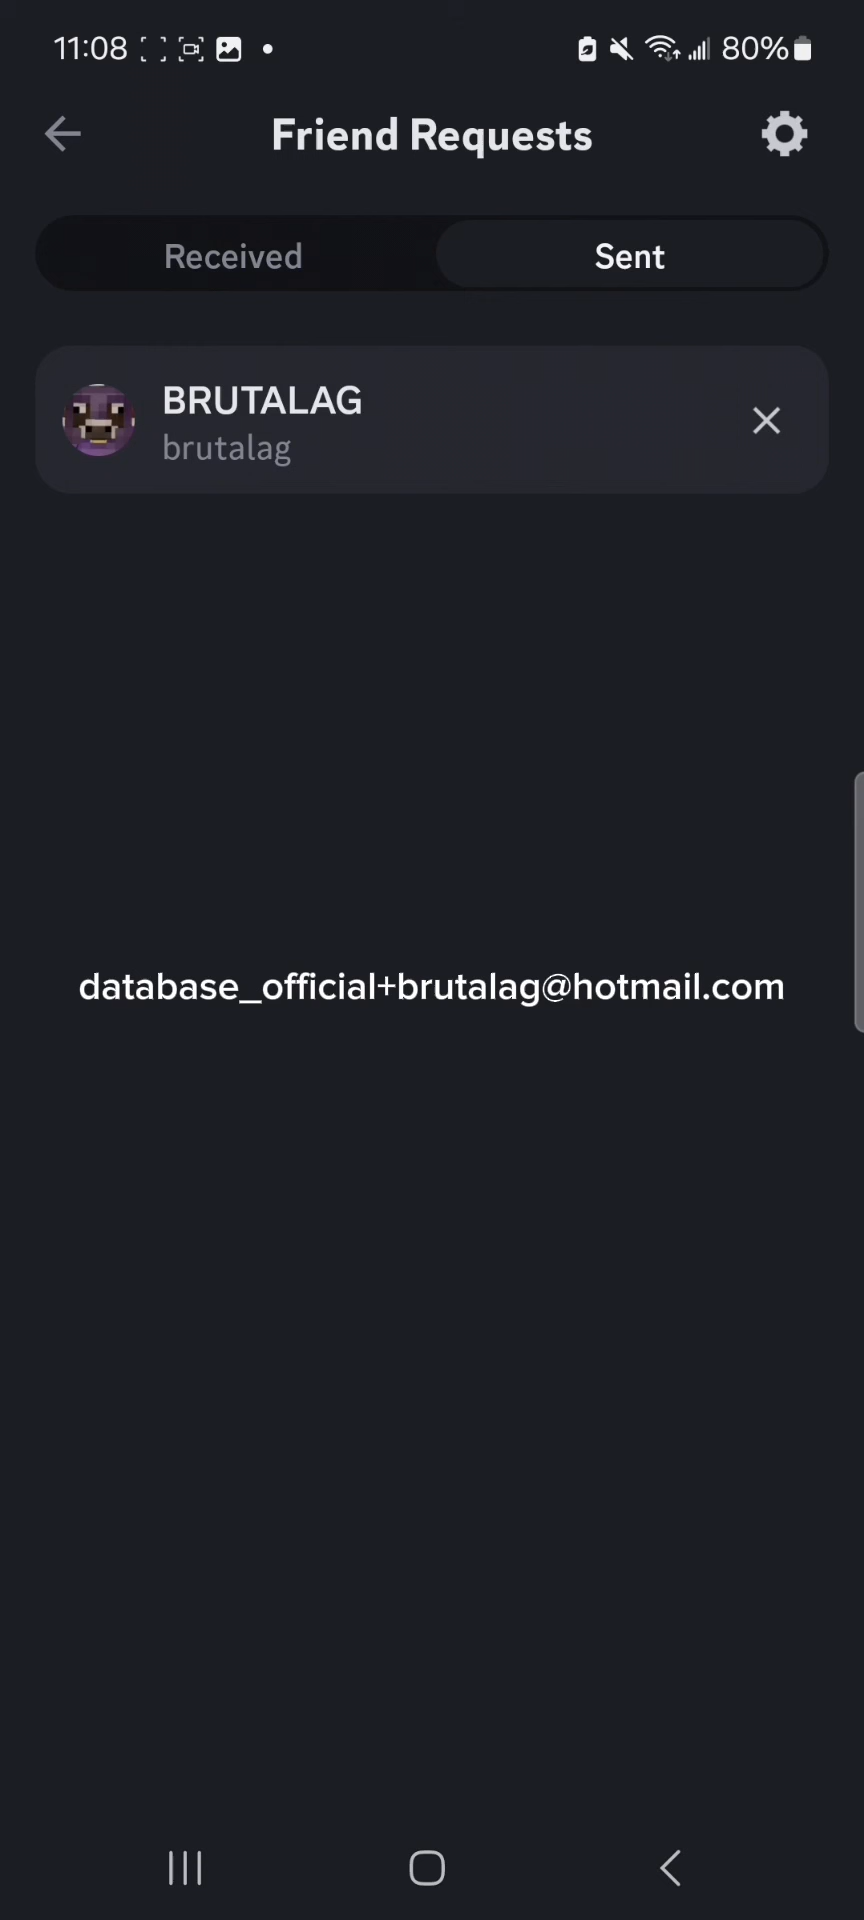 11:08 80%
Friend Requests
Received Sent
BRUTALAG
brutalag
database_official+brutalag@hotmail.com